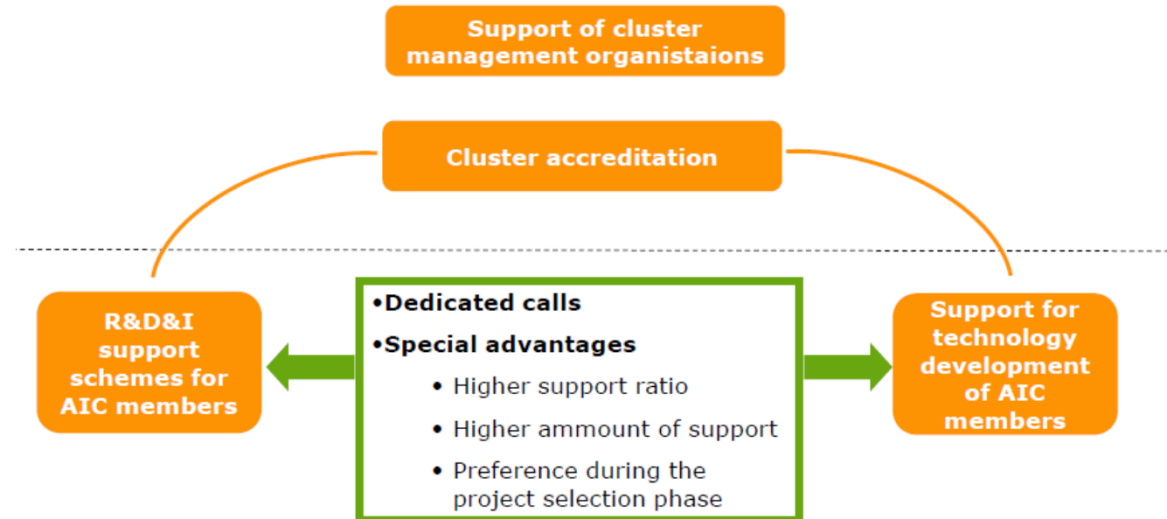 Support of cluster
management organistaions
Cluster accreditation
R&D&I
support
schemes for
AIC members
•Dedicated calls
•Special advantages
• Higher support ratio
• Higher ammount of support
• Preference during the
project selection phase
Support for
technology
development
of AIC
members